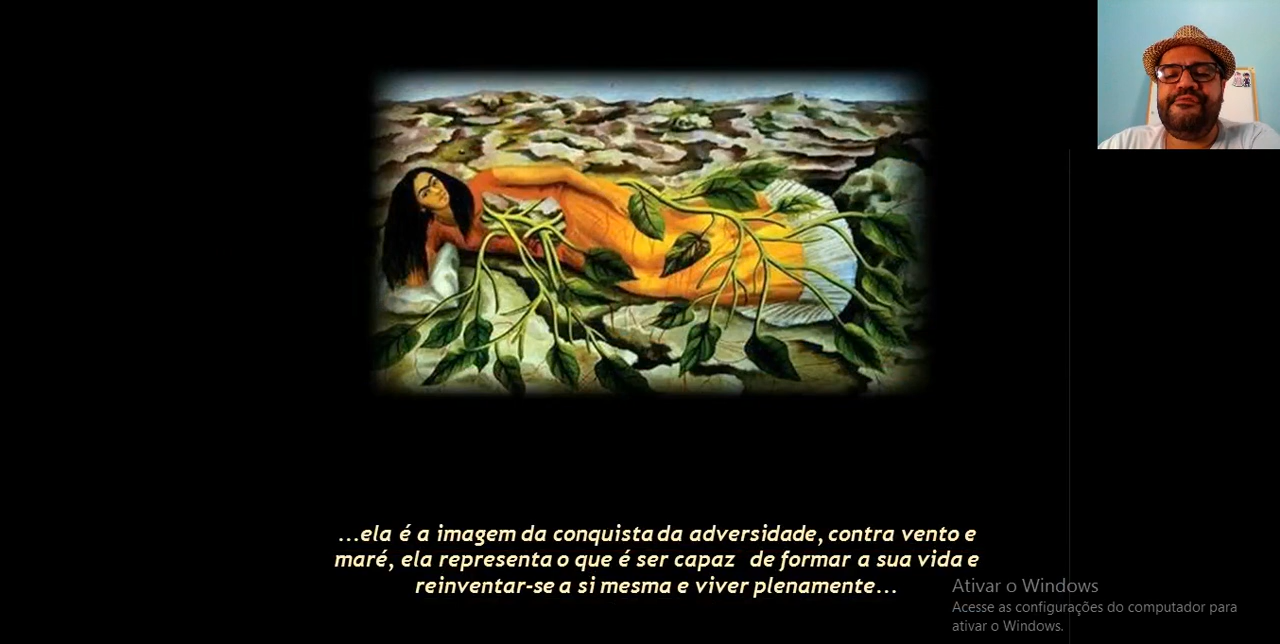 ...ela é a imagem da conquista da adversidade, contra vento e
maré, ela representa o que é ser capaz de formar a sua vida e
reinventar-se a si mesma e viver plenamente...
Ativar o Windows
Acesse as configurações do computador para
ativar o Windows.